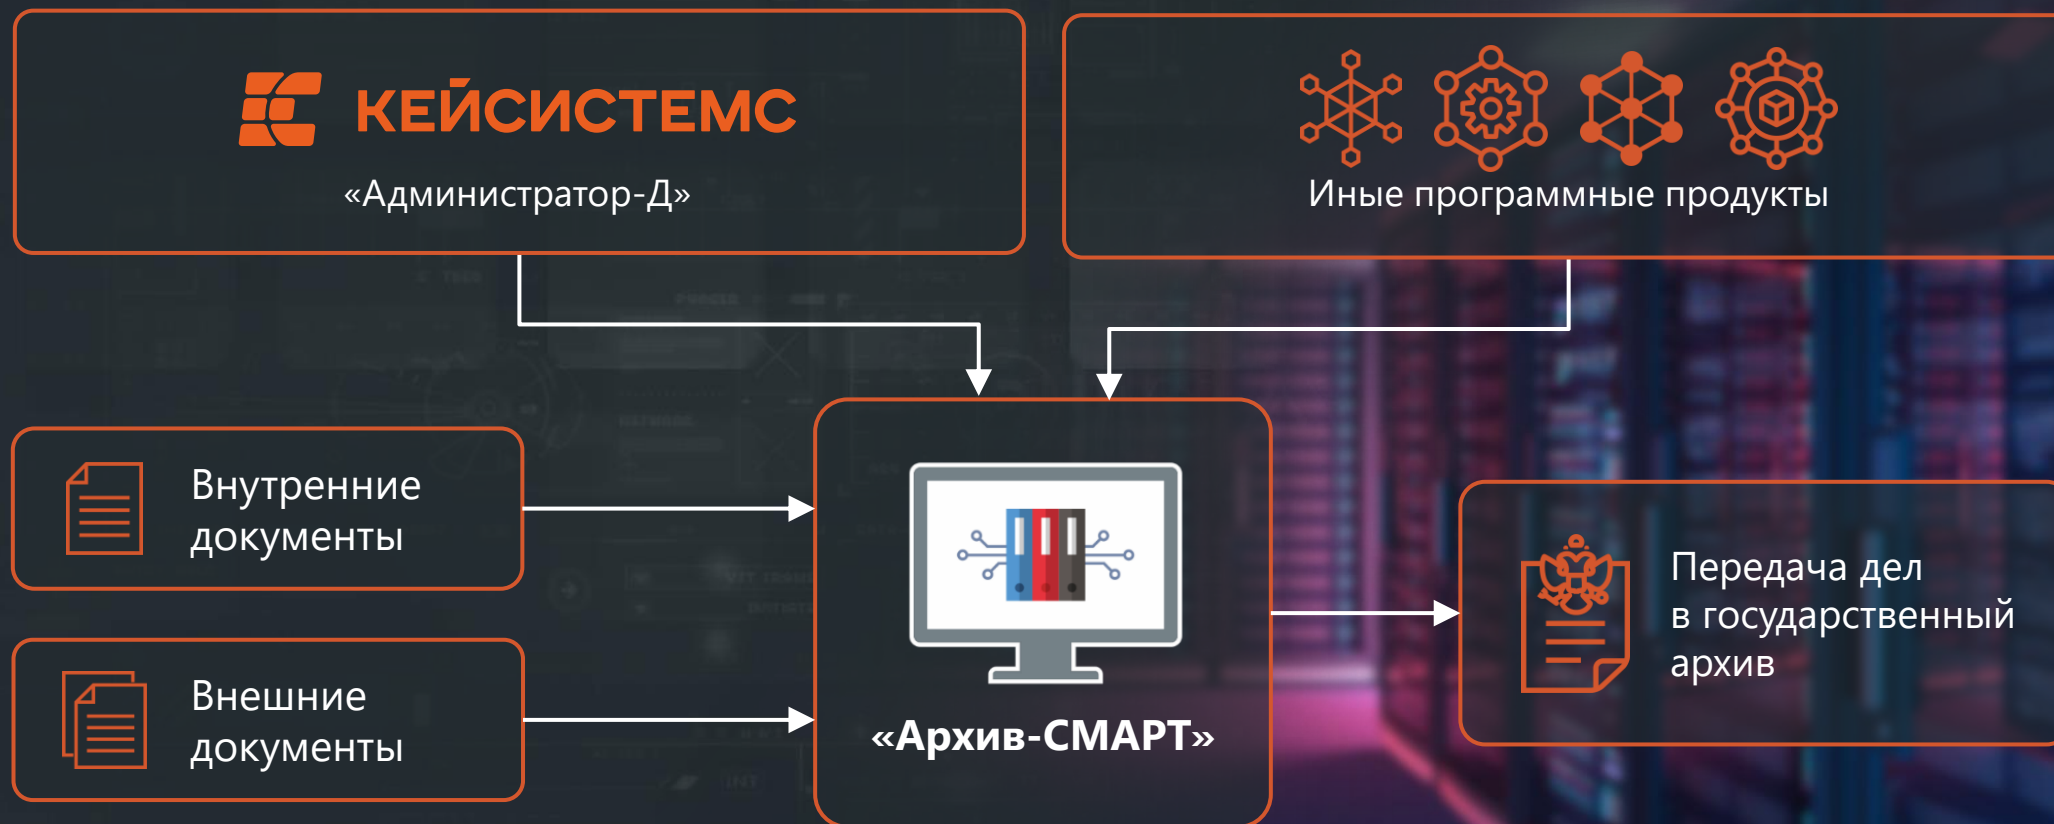 КЕЙСИСТЕМС
«Администратор-Д»
Иные программные продукты
Внутренние
документы
Внешние
документы
«Архив-СМАРТ»
Передача дел
в государственный
архив